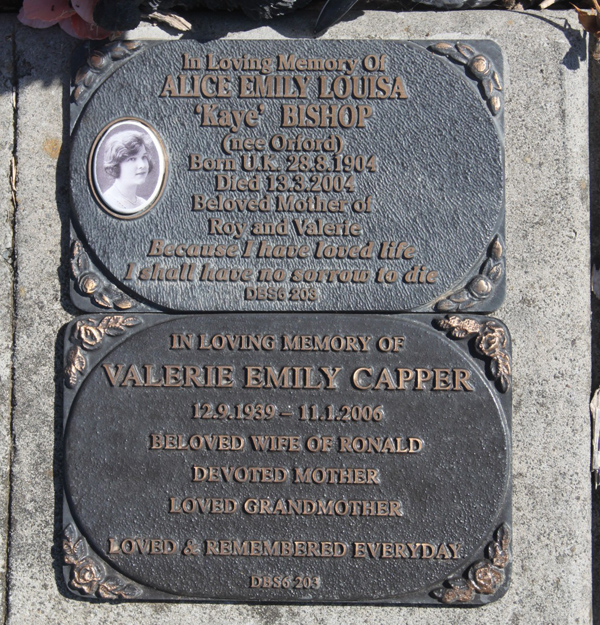 In Loving Memory Of
ALICE EMILY LOUISA
'Kaye' BISHOP
(nee Orford)
Born U.K. 28.8.1904
Died 13.3.2004
Beloved Mother of
Roy and Valerie
Because I have loved life
I shall have no sorrow to die
DBS6 203
IN LOVING MEMORY OF
VALERIE EMILY CAPPER
12.9.1939 – 11.1.2006
BELOVED WIFE OF RONALD
DEVOTED MOTHER
LOVED GRANDMOTHER
LOVED & REMEMBERED EVERYDAY
DBS6 203